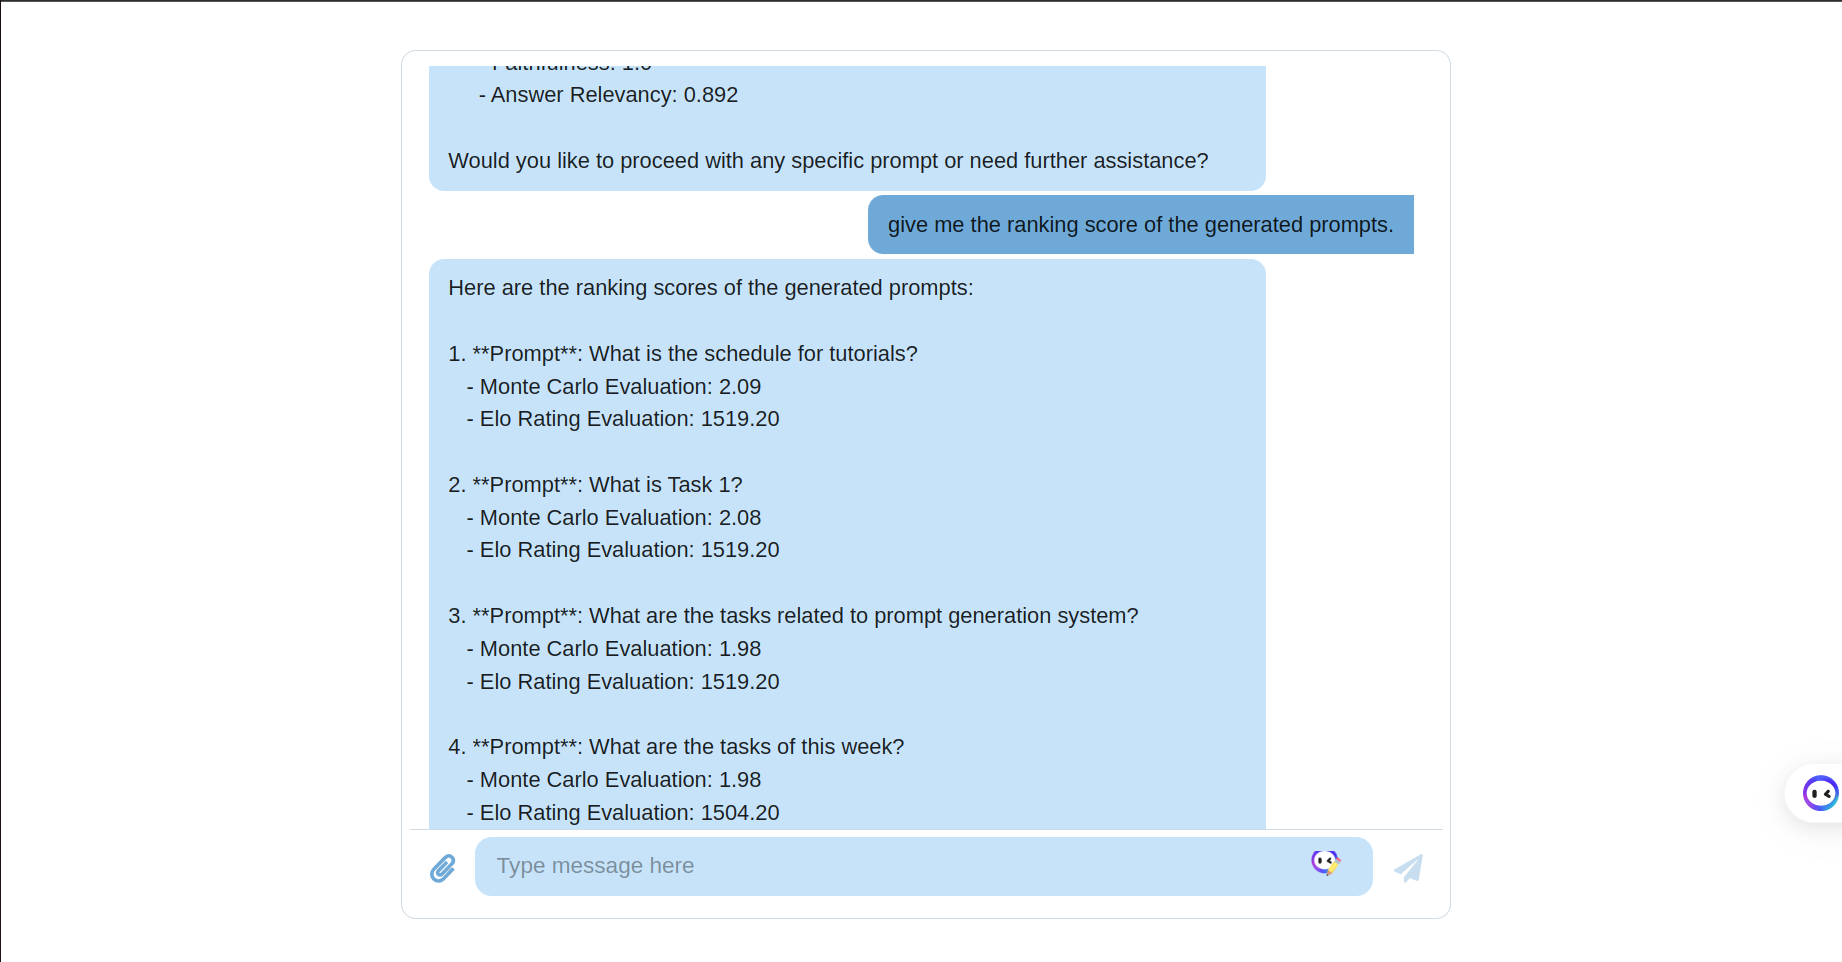 - Answer Relevancy: 0.892
Would you like to proceed with any specific prompt or need further assistance?
give me the ranking score of the generated prompts.
Here are the ranking scores of the generated prompts:
1. **Prompt**: What is the schedule for tutorials?
- Monte Carlo Evaluation: 2.09
- Elo Rating Evaluation: 1519.20
2. **Prompt**: What is Task 1?
- Monte Carlo Evaluation: 2.08
- Elo Rating Evaluation: 1519.20
3. **Prompt**: What are the tasks related to prompt generation system?
- Monte Carlo Evaluation: 1.98
- Elo Rating Evaluation: 1519.20
4. **Prompt**: What are the tasks of this week?
- Monte Carlo Evaluation: 1.98
- Elo Rating Evaluation: 1504.20
Type message here